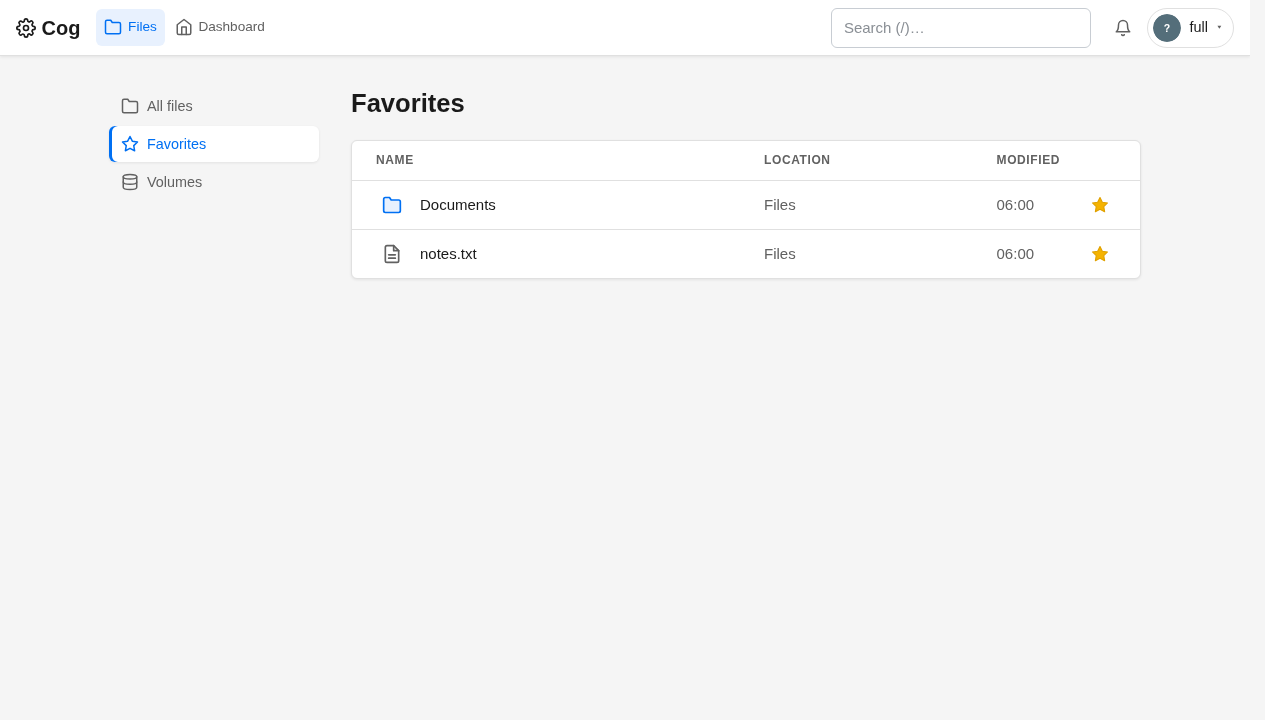 Cog
Files
Dashboard
Search (/)…
?
full
All files
Favorites
Volumes
Favorites
NAME LOCATION MODIFIED
Documents Files 06:00
notes.txt Files 06:00